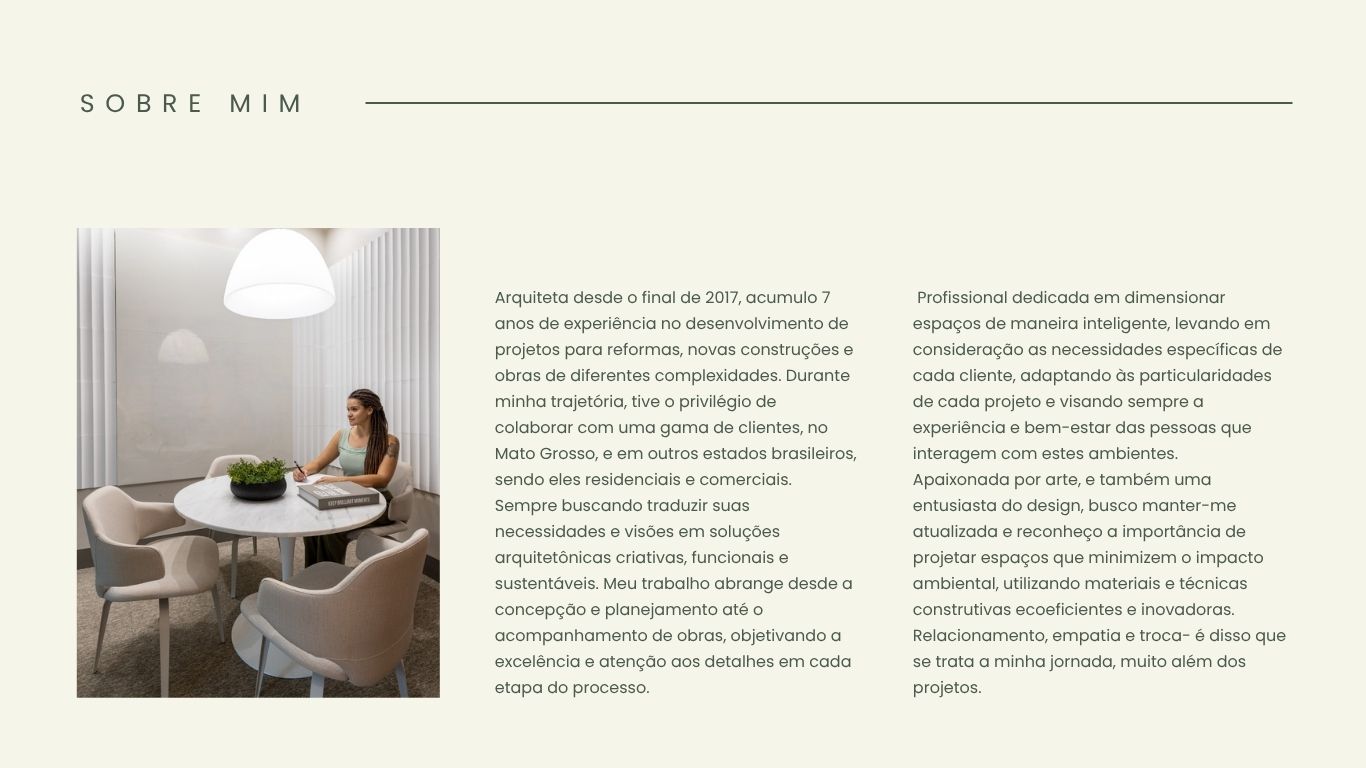 SOBRE MIM
Arquiteta desde o final de 2017, acumulo 7
anos de experiência no desenvolvimento de
projetos para reformas, novas construções e
obras de diferentes complexidades. Durante
minha trajetória, tive o privilégio de
colaborar com uma gama de clientes, no
Mato Grosso, e em outros estados brasileiros,
sendo eles residenciais e comerciais.
Sempre buscando traduzir suas
necessidades e visões em soluções
arquitetônicas criativas, funcionais e
sustentáveis. Meu trabalho abrange desde a
concepção e planejamento até o
acompanhamento de obras, objetivando a
excelência e atenção aos detalhes em cada
etapa do processo.
Profissional dedicada em dimensionar
espaços de maneira inteligente, levando em
consideração as necessidades específicas de
cada cliente, adaptando às particularidades
de cada projeto e visando sempre a
experiência e bem-estar das pessoas que
interagem com estes ambientes.
Apaixonada por arte, e também uma
entusiasta do design, busco manter-me
atualizada e reconheço a importância de
projetar espaços que minimizem o impacto
ambiental, utilizando materiais e técnicas
construtivas ecoeficientes e inovadoras.
Relacionamento, empatia e troca- é disso que
se trata a minha jornada, muito além dos
projetos.